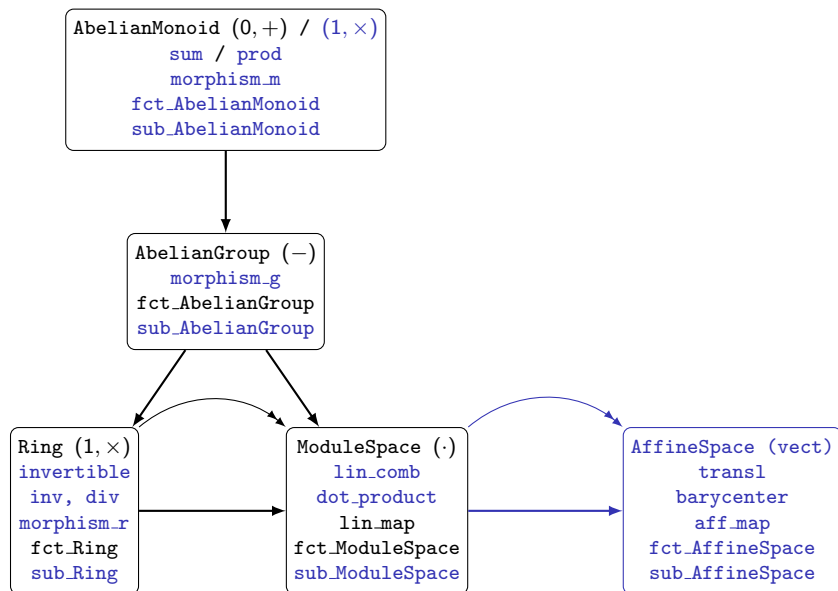 AbelianMonoid (0, +) / (1, ×)
sum / prod
morphism_m
fct_AbelianMonoid
sub_AbelianMonoid
AbelianGroup (−)
morphism_g
fct_AbelianGroup
sub_AbelianGroup
Ring (1, ×)
invertible
inv, div
morphism_r
fct_Ring
sub_Ring
ModuleSpace (·)
lin_comb
dot_product
lin_map
fct_ModuleSpace
sub_ModuleSpace
AffineSpace (vect)
transl
barycenter
aff_map
fct_AffineSpace
sub_AffineSpace